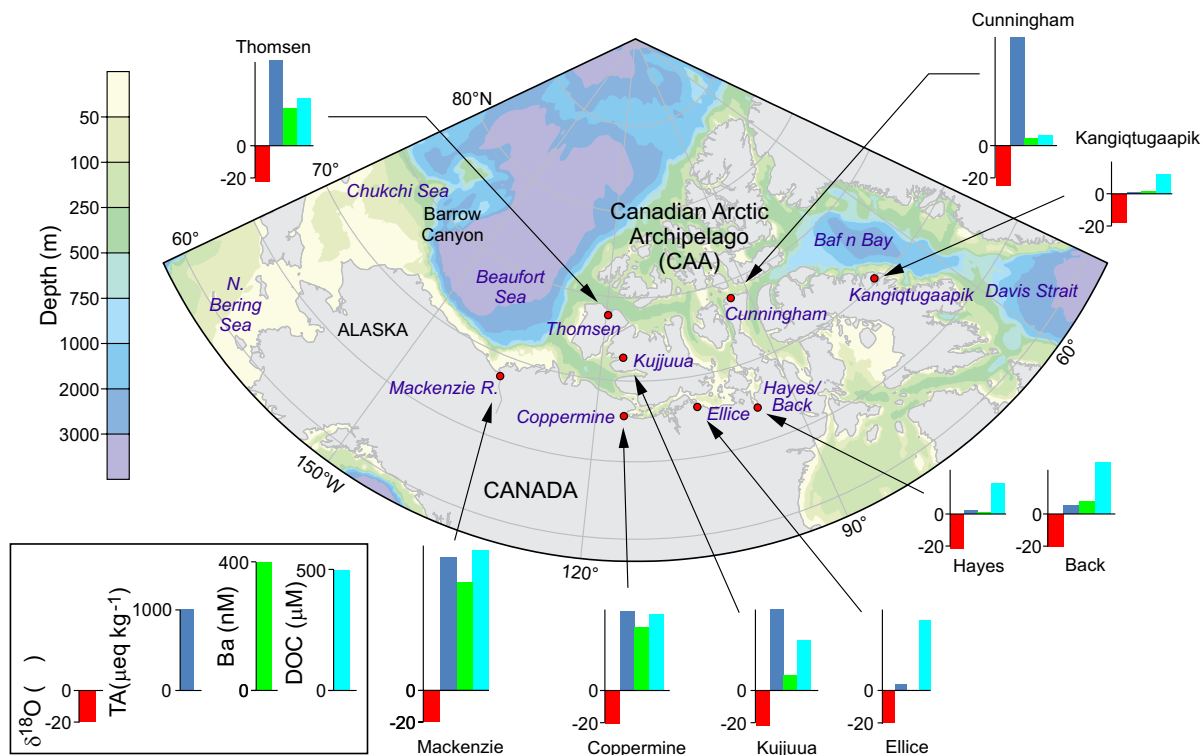 Cunningham
Thomsen
0
-20
0
-20
Kangiqtugaapik
0
-20
Depth (m)
50
100
250
500
750
1000
2000
3000
80°N
70°
60°
Chukchi Sea
Barrow
Canyon
Canadian Arctic
Archipelago
(CAA)
Baf n Bay
N.
Bering
Sea
Beaufort
Sea
Kangiqtugaapik
Davis Strait
ALASKA
Thomsen
Cunningham
Kujjuua
60°
Mackenzie R.
Hayes/
Back
Coppermine
Ellice
150°W
CANADA
90°
120°
0
-20
Hayes
0
-20
Back
δ18O ( )
0
-20
TA(µeq kg-1)
1000
0
Ba (nM)
400
0
DOC (µM)
500
0
0
-20
Mackenzie
0
-20
Coppermine
0
-20
Kujjuua
0
-20
Ellice